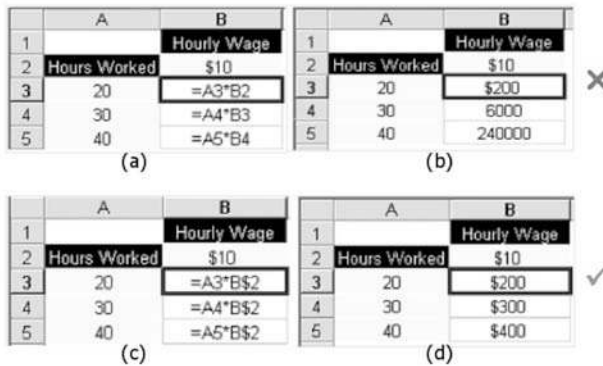 A B
1 Hourly Wage
2 Hours Worked $10
3 20 =A3*B2
4 30 =A4*B3
5 40 =A5*B4
(a)
A B
1 Hourly Wage
2 Hours Worked $10
3 20 $200
4 30 6000
5 40 240000
(b)
A B
1 Hourly Wage
2 Hours Worked $10
3 20 =A3*B$2
4 30 =A4*B$2
5 40 =A5*B$2
(c)
A B
1 Hourly Wage
2 Hours Worked $10
3 20 $200
4 30 $300
5 40 $400
(d)